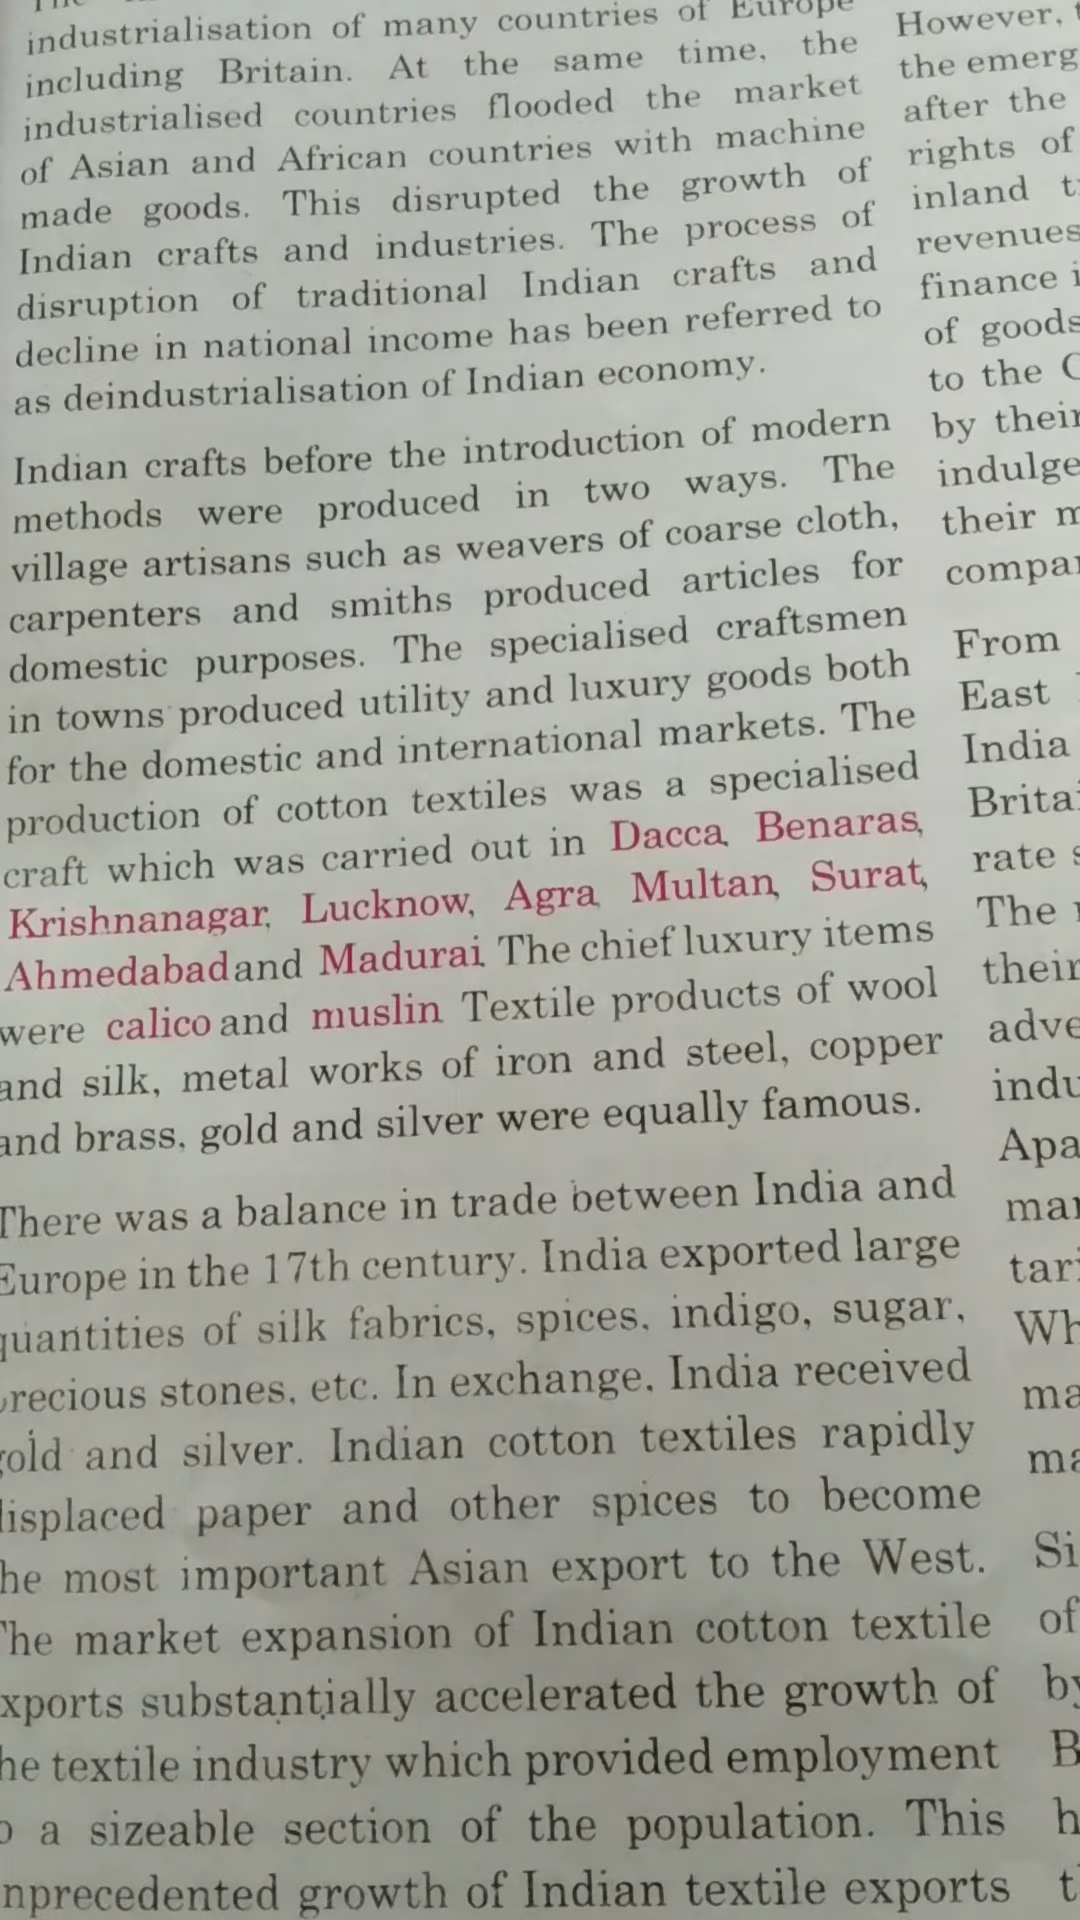 industrialisation of many countries of Europe
including Britain. At the same time, the
industrialised countries flooded the market
of Asian and African countries with machine
made goods. This disrupted the growth of
Indian crafts and industries. The process of
disruption of traditional Indian crafts and
decline in national income has been referred to
as deindustrialisation of Indian economy.
Indian crafts before the introduction of modern
methods were produced in two ways. The
village artisans such as weavers of coarse cloth,
carpenters and smiths produced articles for
domestic purposes. The specialised craftsmen
in towns produced utility and luxury goods both
for the domestic and international markets. The
production of cotton textiles was a specialised
craft which was carried out in Dacca, Benaras,
Krishnanagar, Lucknow, Agra, Multan, Surat,
Ahmedabad and Madurai. The chief luxury items
were calico and muslin. Textile products of wool
and silk, metal works of iron and steel, copper
and brass, gold and silver were equally famous.
There was a balance in trade between India and
Europe in the 17th century. India exported large
quantities of silk fabrics, spices, indigo, sugar,
precious stones, etc. In exchange, India received
gold and silver. Indian cotton textiles rapidly
displaced paper and other spices to become
the most important Asian export to the West.
The market expansion of Indian cotton textile
exports substantially accelerated the growth of
the textile industry which provided employment
a sizeable section of the population. This
unprecedented growth of Indian textile exports
However,
the emerg
after the
rights of
inland
revenues
finance
of goods
to the
by their
indulge
their
compan
From
East
India
Britai
rate
The
their
adve
indu
Apa
mar
tari
Wh
ma
ma
Si
of
by
B
h
t